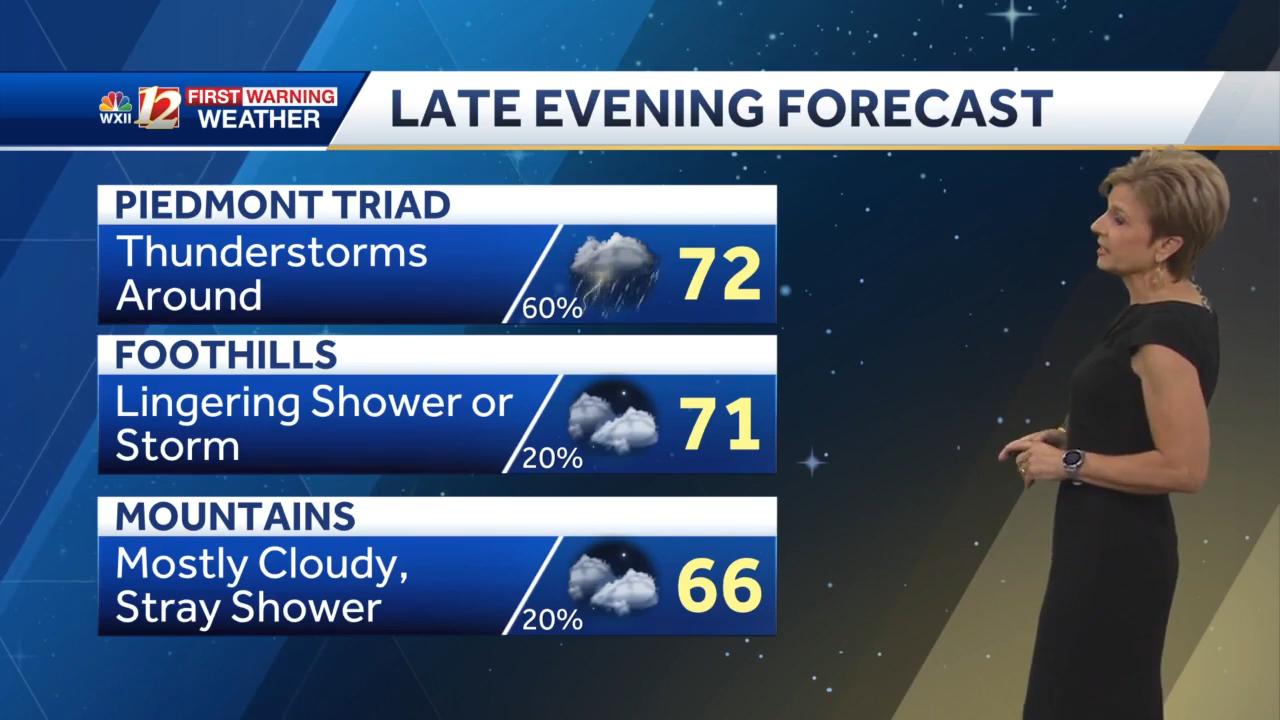 WXII 12 FIRST WARNING
WEATHER
LATE EVENING FORECAST
PIEDMONT TRIAD
Thunderstorms
Around
60%
72
FOOTHILLS
Lingering Shower or
Storm
20%
71
MOUNTAINS
Mostly Cloudy,
Stray Shower
20%
66